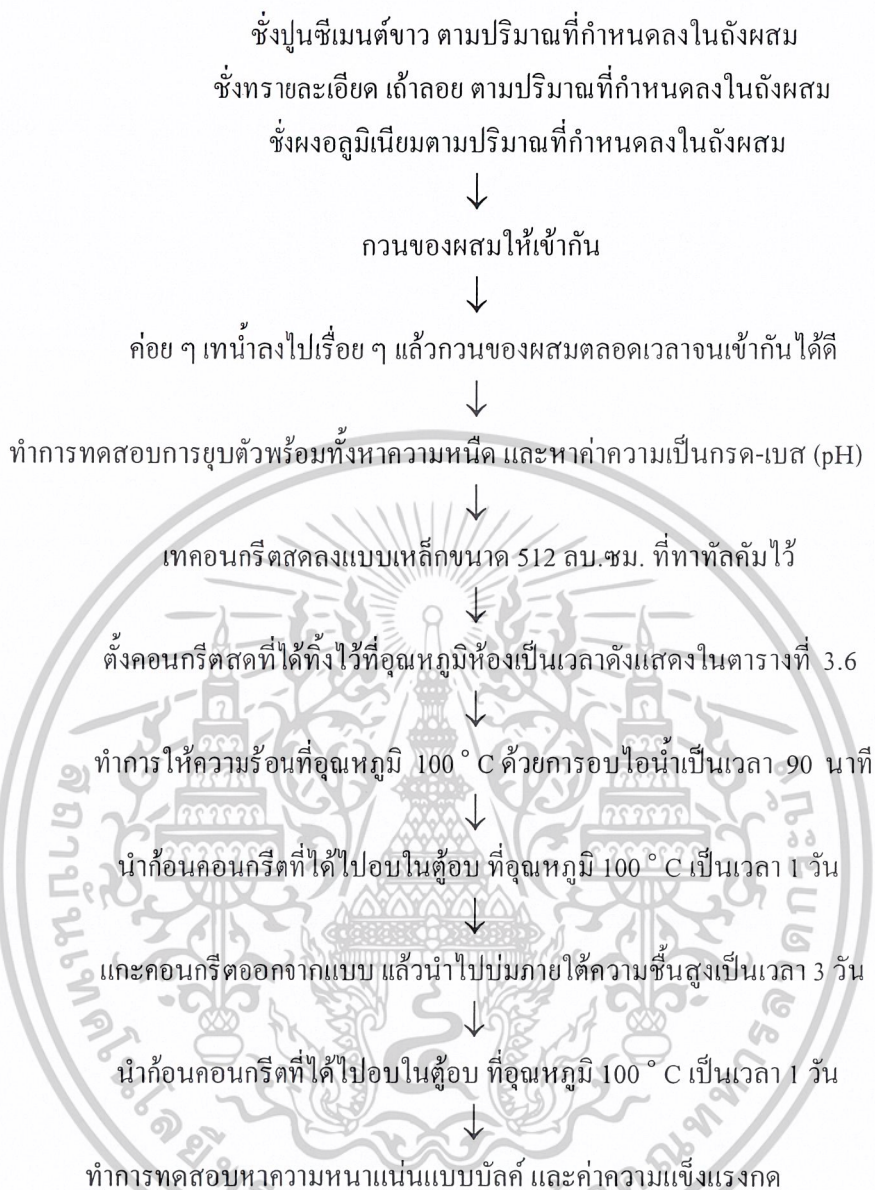 ชั่งปูนซีเมนต์ขาว ตามปริมาณที่กำหนดลงในถังผสม
ชั่งทรายละเอียด เถ้าลอย ตามปริมาณที่กำหนดลงในถังผสม
ชั่งผงอลูมิเนียมตามปริมาณที่กำหนดลงในถังผสม
↓
กวนของผสมให้เข้ากัน
↓
ค่อย ๆ เทน้ำลงไปเรื่อย ๆ แล้วกวนของผสมตลอดเวลาจนเข้ากันได้ดี
↓
ทำการทดสอบการยุบตัวพร้อมทั้งหาความหนืด และหาค่าความเป็นกรด-เบส (pH)
↓
เทคอนกรีตสดลงแบบเหล็กขนาด 512 ลบ.ซม. ที่ทาทัลคัมไว้
↓
ตั้งคอนกรีตสดที่ได้ทิ้งไว้ที่อุณหภูมิห้องเป็นเวลาดังแสดงในตารางที่ 3.6
↓
ทำการให้ความร้อนที่อุณหภูมิ 100 ° C ด้วยการอบไอน้ำเป็นเวลา 90 นาที
↓
นำก้อนคอนกรีตที่ได้ไปอบในตู้อบ ที่อุณหภูมิ 100 ° C เป็นเวลา 1 วัน
↓
แกะคอนกรีตออกจากแบบ แล้วนำไปบ่มภายใต้ความชื้นสูงเป็นเวลา 3 วัน
↓
นำก้อนคอนกรีตที่ได้ไปอบในตู้อบ ที่อุณหภูมิ 100 ° C เป็นเวลา 1 วัน
↓
ทำการทดสอบหาความหนาแน่นแบบบัลค์ และค่าความแข็งแรงกด